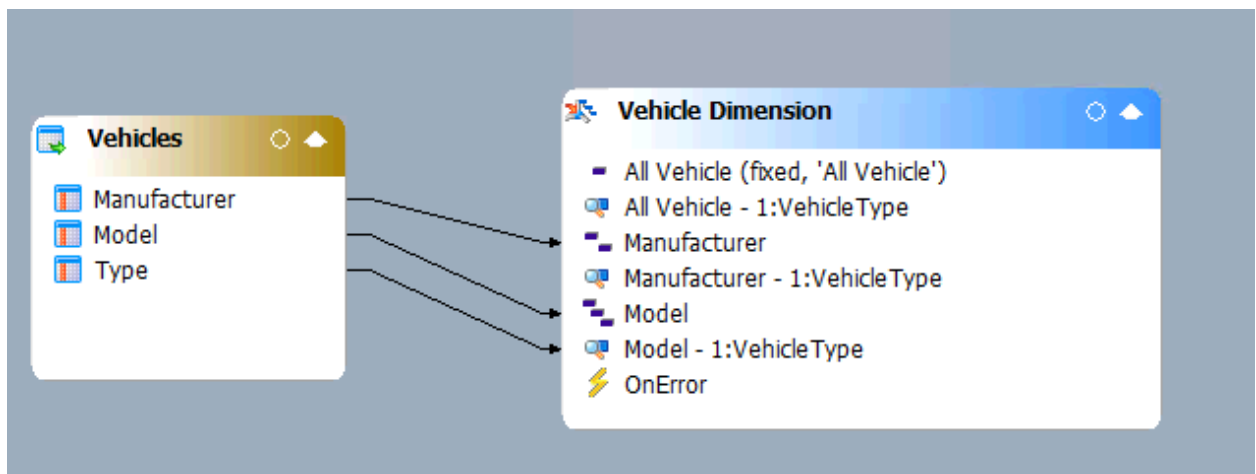 Vehicles
Manufacturer
Model
Type
Vehicle Dimension
All Vehicle (fixed, 'All Vehicle')
All Vehicle - 1:VehicleType
Manufacturer
Manufacturer - 1:VehicleType
Model
Model - 1:VehicleType
OnError